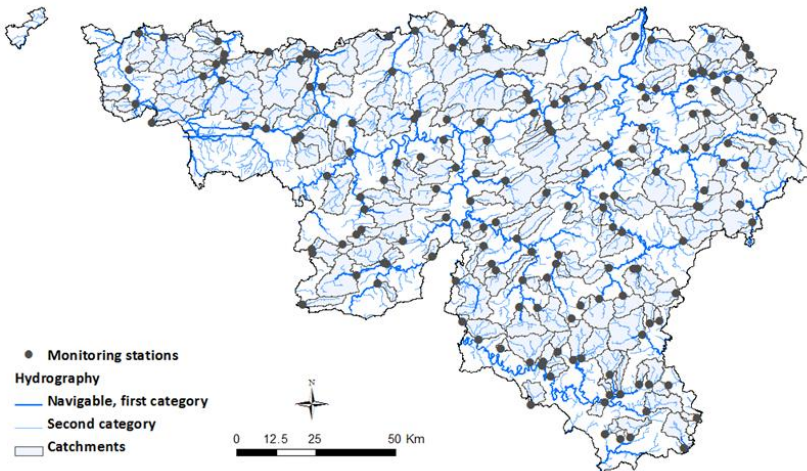 Monitoring stations
Hydrography
Navigable, first category
Second category
Catchments
N
0 12.5 25 50 Km